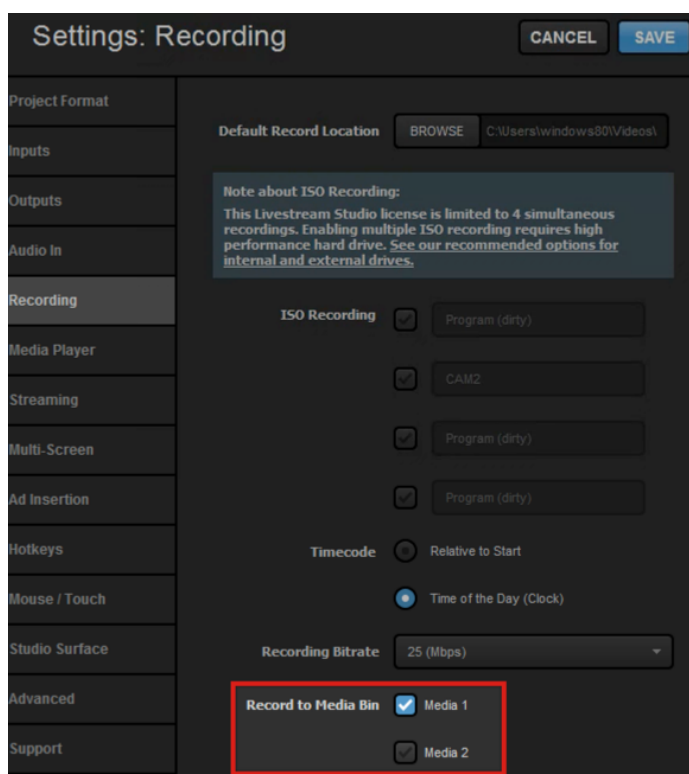 Settings: Recording
CANCEL
SAVE
Project Format
Inputs
Outputs
Audio In
Recording
Media Player
Streaming
Multi-Screen
Ad Insertion
Hotkeys
Mouse / Touch
Studio Surface
Advanced
Support
Default Record Location
BROWSE
C:\Users\windows80\Videos\
Note about ISO Recording:
This Livestream Studio license is limited to 4 simultaneous
recordings. Enabling multiple ISO recording requires high
performance hard drive. See our recommended options for
internal and external drives.
ISO Recording
Program (dirty)
CAM2
Program (dirty)
Program (dirty)
Timecode
Relative to Start
Time of the Day (Clock)
Recording Bitrate
25 (Mbps)
Record to Media Bin
Media 1
Media 2